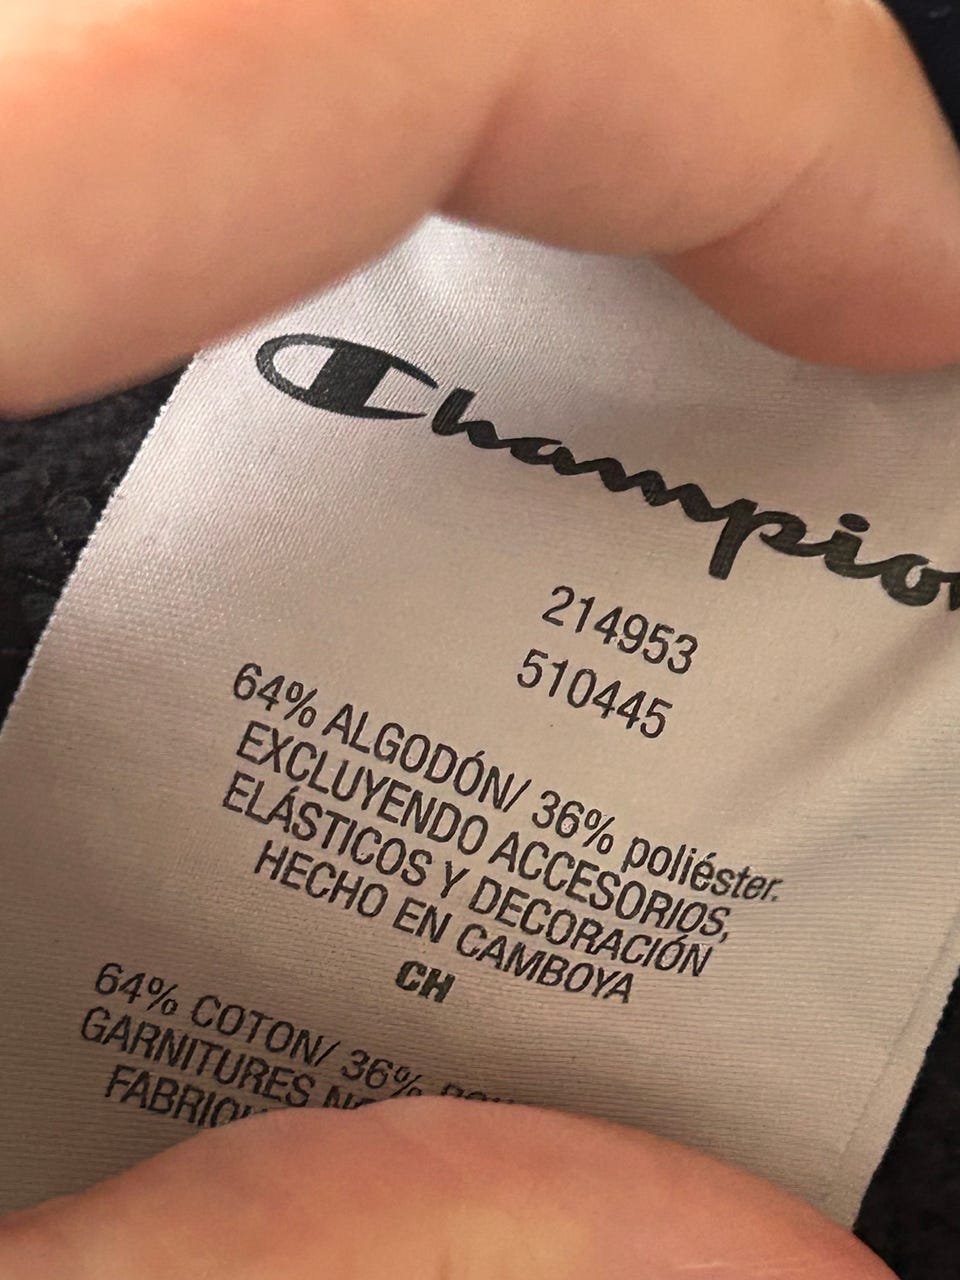 Champion
214953
510445
64% ALGODÓN/ 36% poliéster.
EXCLUYENDO ACCESORIOS,
ELÁSTICOS Y DECORACIÓN
HECHO EN CAMBOYA
CH
64% COTON/ 36%
GARNITURES